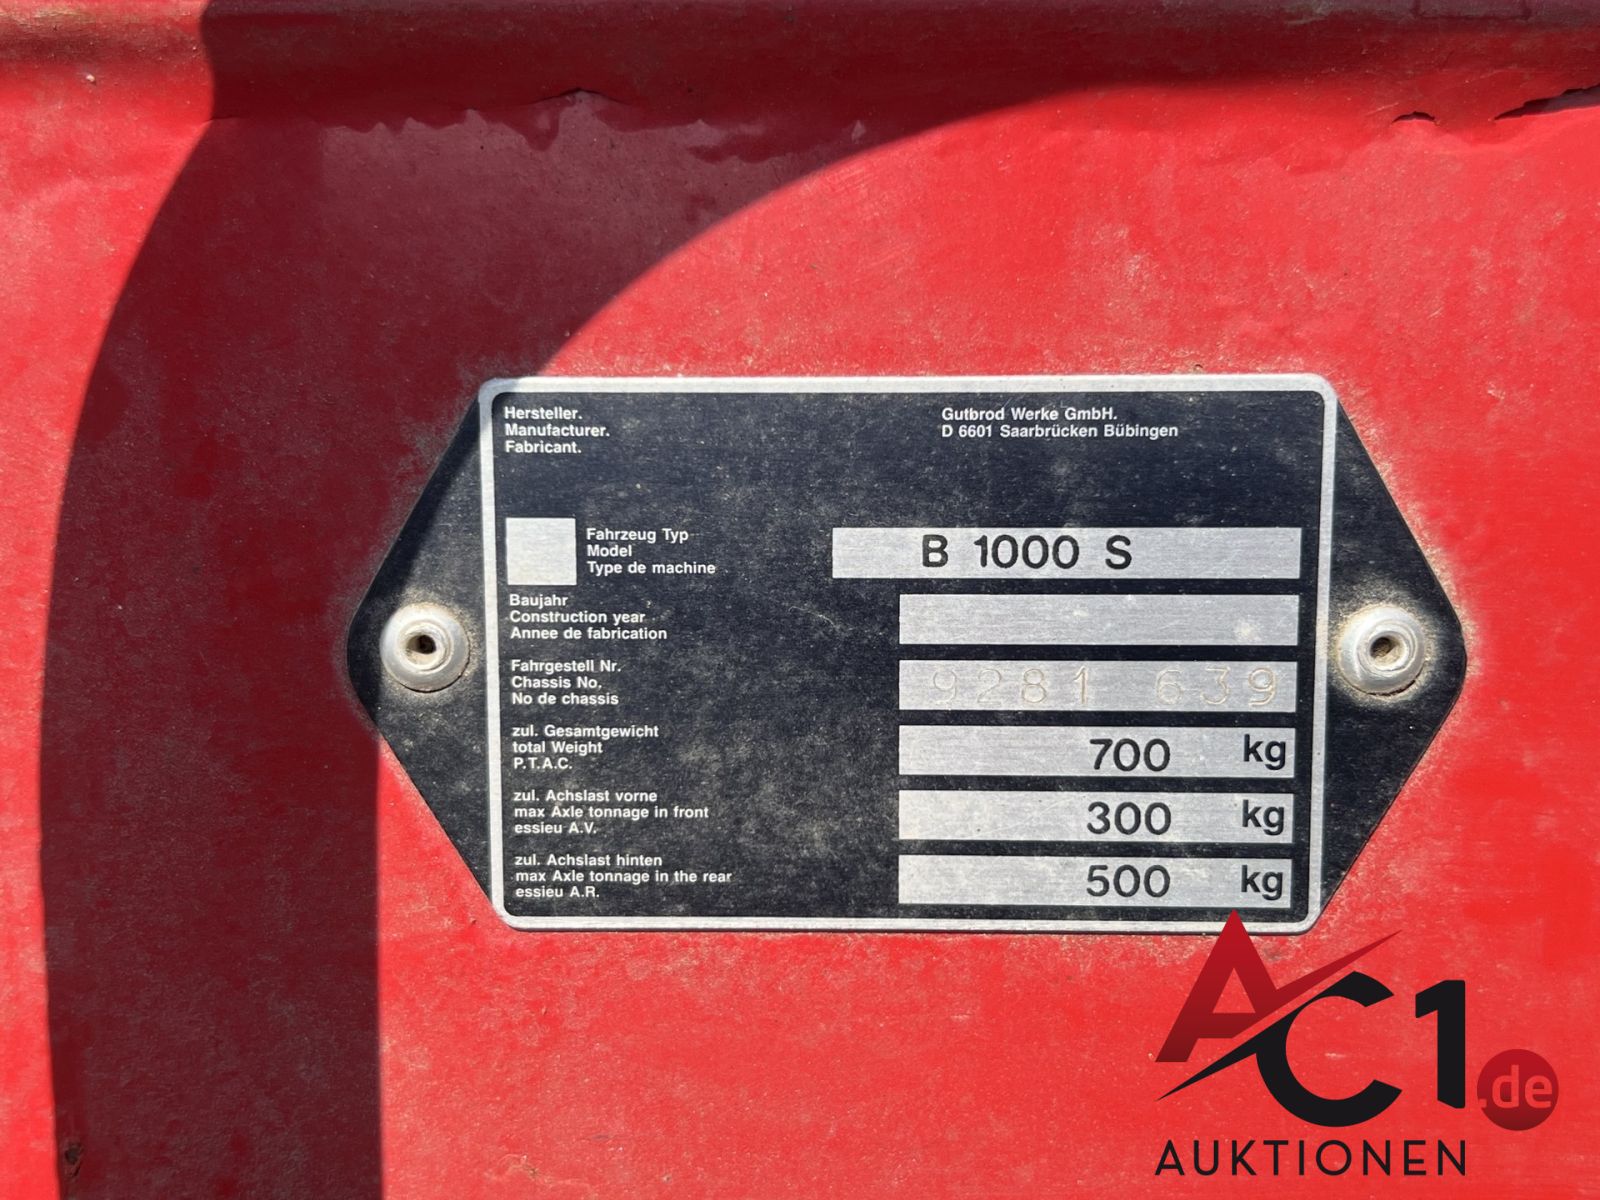 Hersteller.
Manufacturer.
Fabricant.
Gutbrod Werke GmbH.
D 6601 Saarbrücken Bübingen
Fahrzeug Typ
Model
Type de machine
B 1000 S
Baujahr
Construction year
Annee de fabrication
Fahrgestell Nr.
Chassis No.
No de chassis
9281 639
zul. Gesamtgewicht
total Weight
P.T.A.C.
700 kg
zul. Achslast vorne
max Axle tonnage in front
essieu A.V.
300 kg
zul. Achslast hinten
max Axle tonnage in the rear
essieu A.R.
500 kg
AC1.de
AUKTIONEN